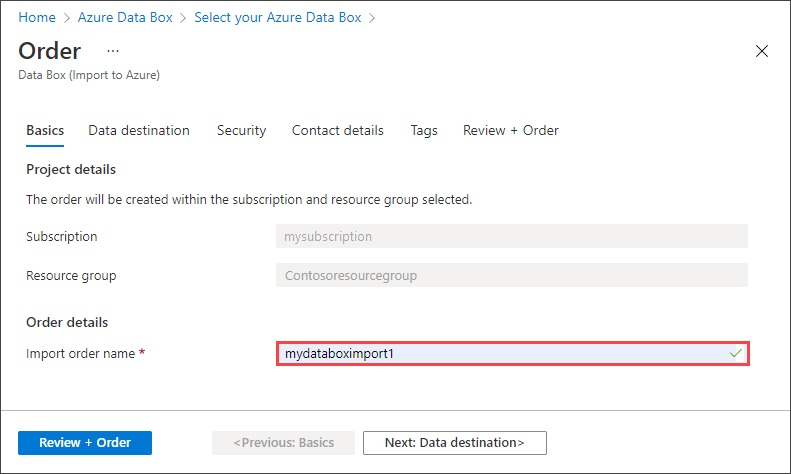 Home > Azure Data Box > Select your Azure Data Box >
Order ...
Data Box (Import to Azure)
Basics Data destination Security Contact details Tags Review + Order
Project details
The order will be created within the subscription and resource group selected.
Subscription mysubscription
Resource group Contosoresourcegroup
Order details
Import order name * mydataboximport1
Review + Order <Previous: Basics Next: Data destination>